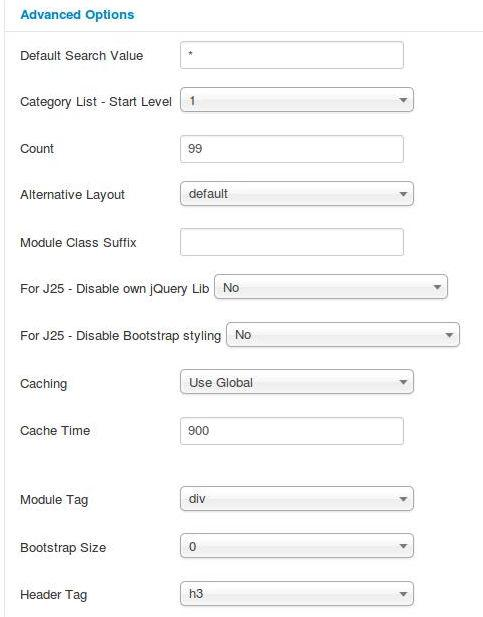 Advanced Options
Default Search Value *
Category List - Start Level 1
Count 99
Alternative Layout default
Module Class Suffix
For J25 - Disable own jQuery Lib No
For J25 - Disable Bootstrap styling No
Caching Use Global
Cache Time 900
Module Tag div
Bootstrap Size 0
Header Tag h3